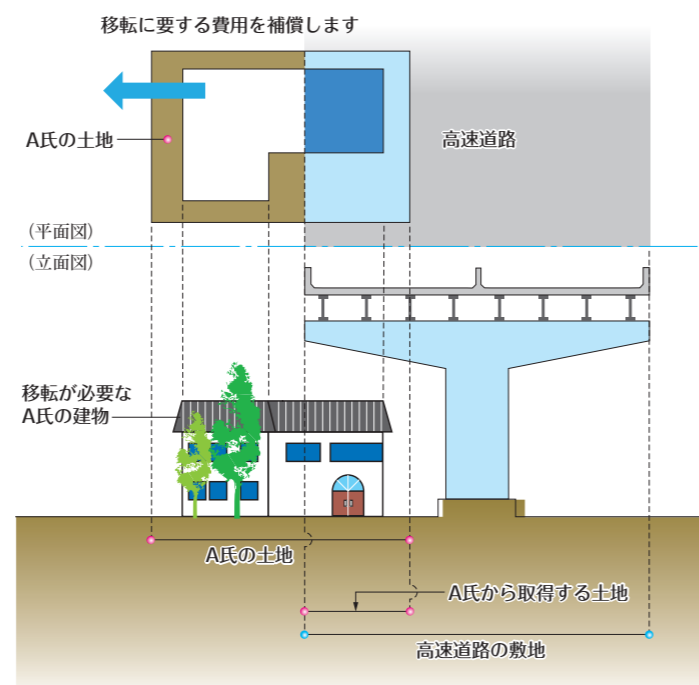 移転に要する費用を補償します
A氏の土地
高速道路
(平面図)
(立面図)
移転が必要な
A氏の建物
A氏の土地
A氏から取得する土地
高速道路の敷地